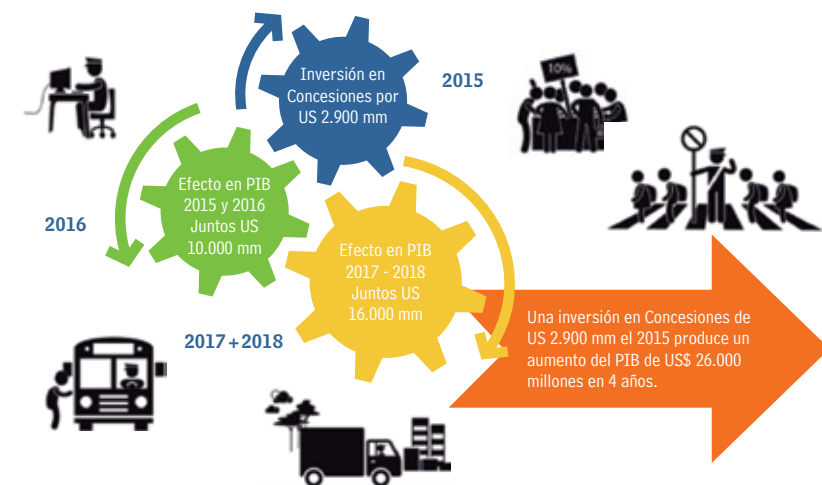 Inversión en
Concesiones por
US 2.900 mm
2015
10%
Efecto en PIB
2015 y 2016
Juntos US
10.000 mm
2016
Efecto en PIB
2017 - 2018
Juntos US
16.000 mm
2017+2018
Una inversión en Concesiones de
US 2.900 mm el 2015 produce un
aumento del PIB de US$ 26.000
millones en 4 años.